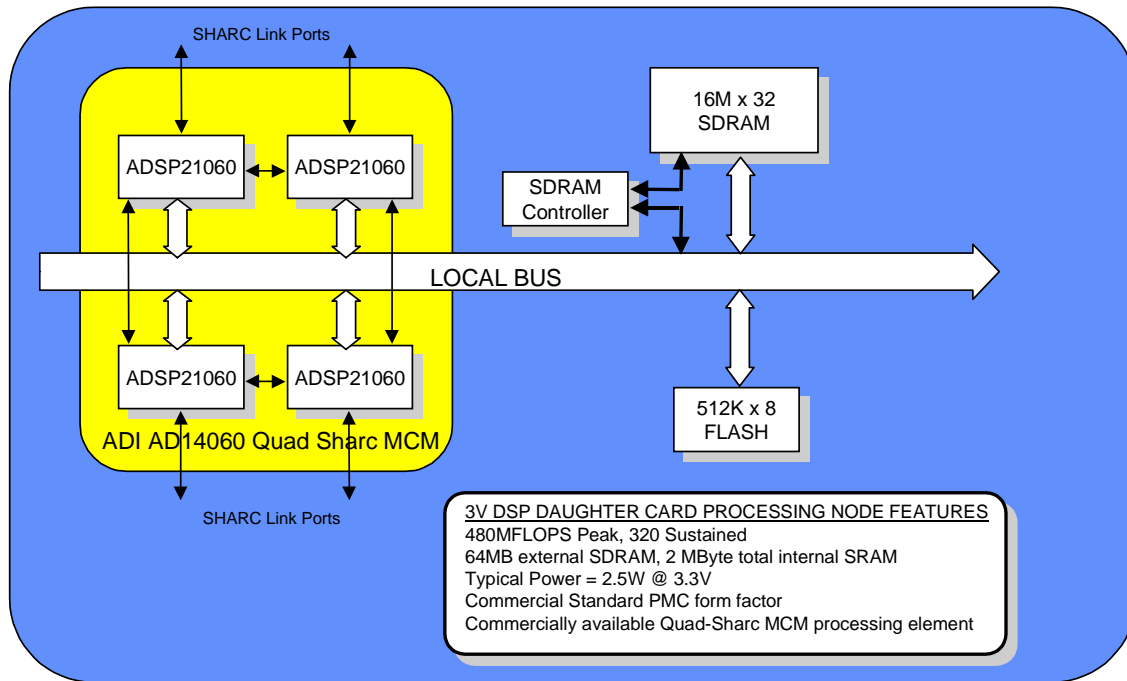 SHARC Link Ports
ADSP21060
ADSP21060
16M x 32
SDRAM
SDRAM
Controller
LOCAL BUS
ADSP21060
ADSP21060
512K x 8
FLASH
ADI AD14060 Quad Sharc MCM
SHARC Link Ports
3V DSP DAUGHTER CARD PROCESSING NODE FEATURES
480MFLOPS Peak, 320 Sustained
64MB external SDRAM, 2 MByte total internal SRAM
Typical Power = 2.5W @ 3.3V
Commercial Standard PMC form factor
Commercially available Quad-Sharc MCM processing element